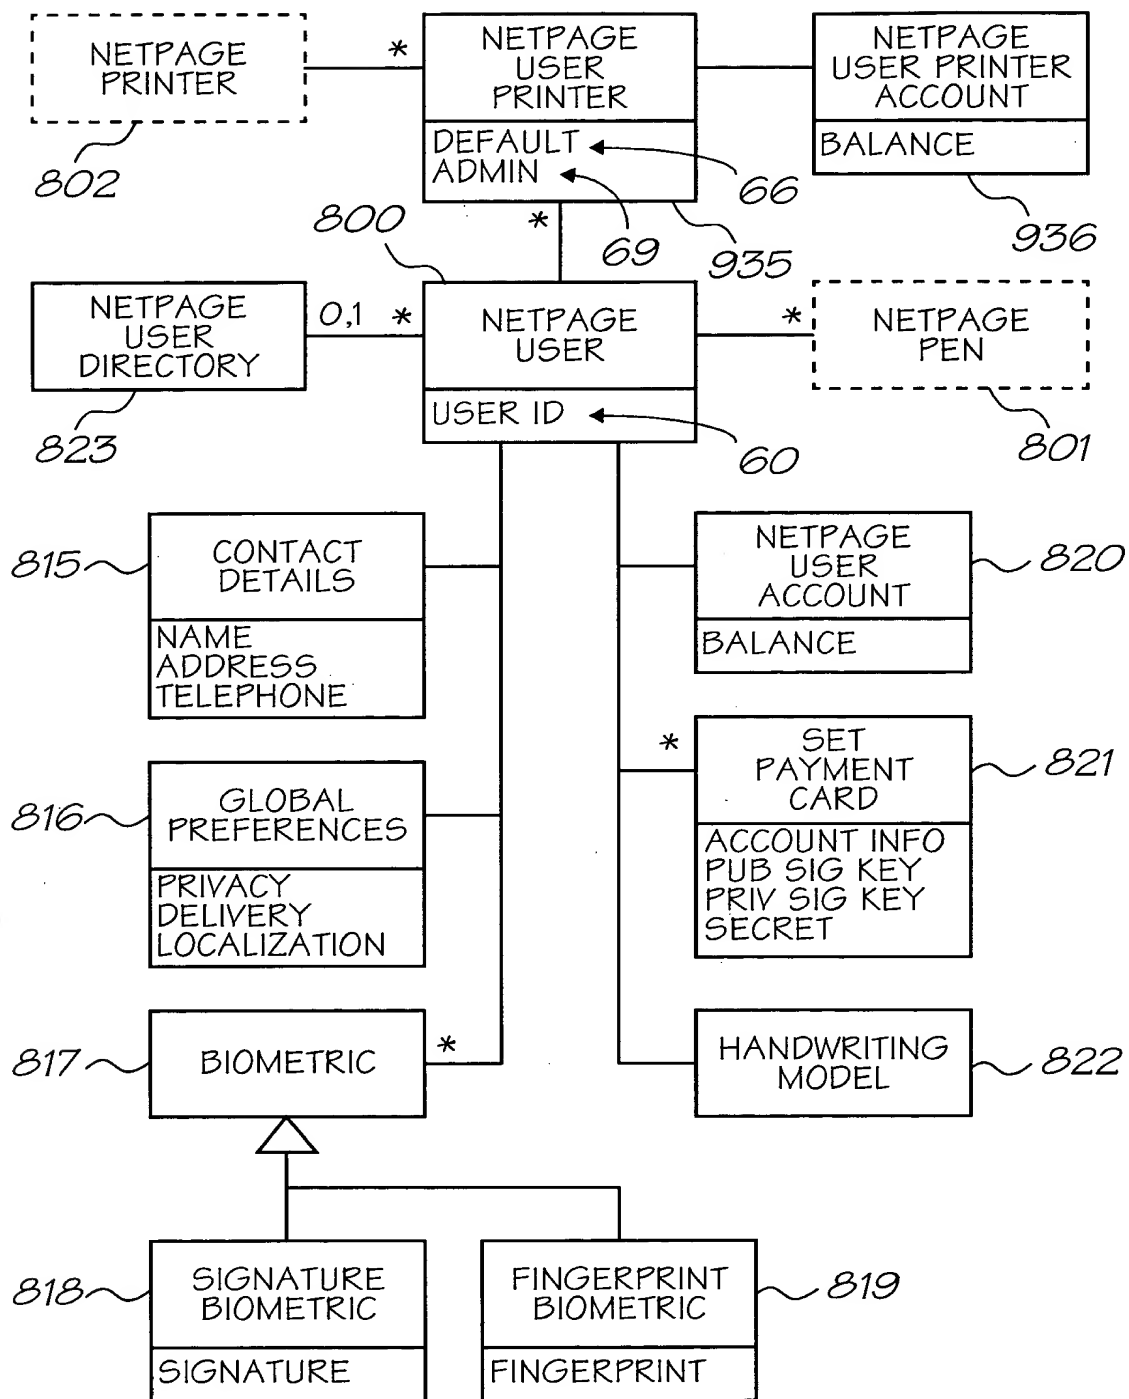 NETPAGE
PRINTER
802
*
NETPAGE
USER
PRINTER
DEFAULT
ADMIN
66
69
935
*
NETPAGE
USER PRINTER
ACCOUNT
BALANCE
936
800
NETPAGE
USER
DIRECTORY
823
0,1 *
NETPAGE
USER
USER ID
60
*
NETPAGE
PEN
801
815
CONTACT
DETAILS
NAME
ADDRESS
TELEPHONE
NETPAGE
USER
ACCOUNT
BALANCE
820
816
GLOBAL
PREFERENCES
PRIVACY
DELIVERY
LOCALIZATION
*
SET
PAYMENT
CARD
ACCOUNT INFO
PUB SIG KEY
PRIV SIG KEY
SECRET
821
817
BIOMETRIC
*
HANDWRITING
MODEL
822
818
SIGNATURE
BIOMETRIC
SIGNATURE
FINGERPRINT
BIOMETRIC
FINGERPRINT
819